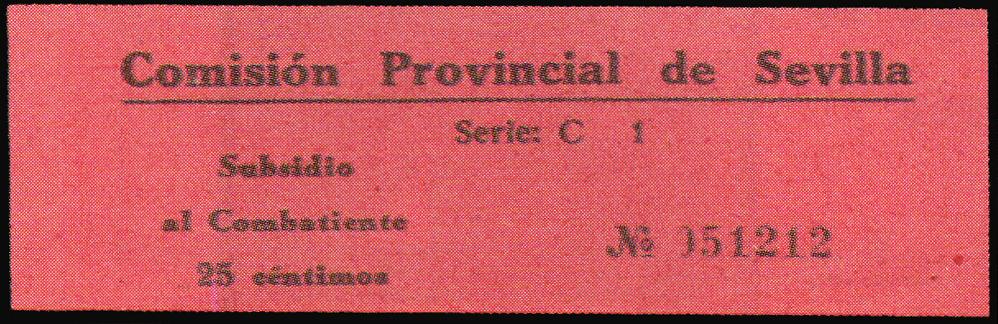 Comisión Provincial de Sevilla
Serie: C 1
Subsidio
al Combatiente
25 céntimos
№ 051212